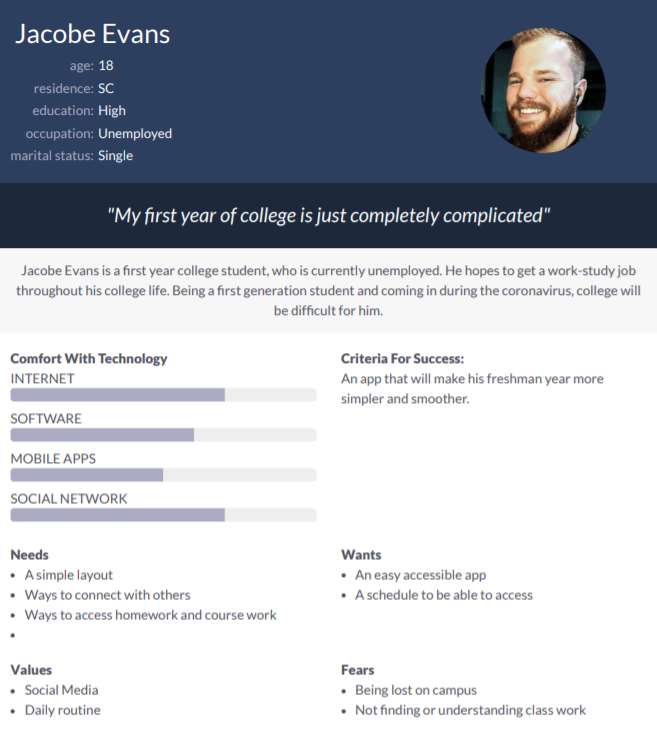 Jacobe Evans
age: 18
residence: SC
education: High
occupation: Unemployed
marital status: Single
"My first year of college is just completely complicated"
Jacobe Evans is a first year college student, who is currently unemployed. He hopes to get a work-study job
throughout his college life. Being a first generation student and coming in during the coronavirus, college will
be difficult for him.
Comfort With Technology
INTERNET
SOFTWARE
MOBILE APPS
SOCIAL NETWORK
Criteria For Success:
An app that will make his freshman year more
simpler and smoother.
Needs
• A simple layout
• Ways to connect with others
• Ways to access homework and course work
•
Wants
• An easy accessible app
• A schedule to be able to access
Values
• Social Media
• Daily routine
Fears
• Being lost on campus
• Not finding or understanding class work